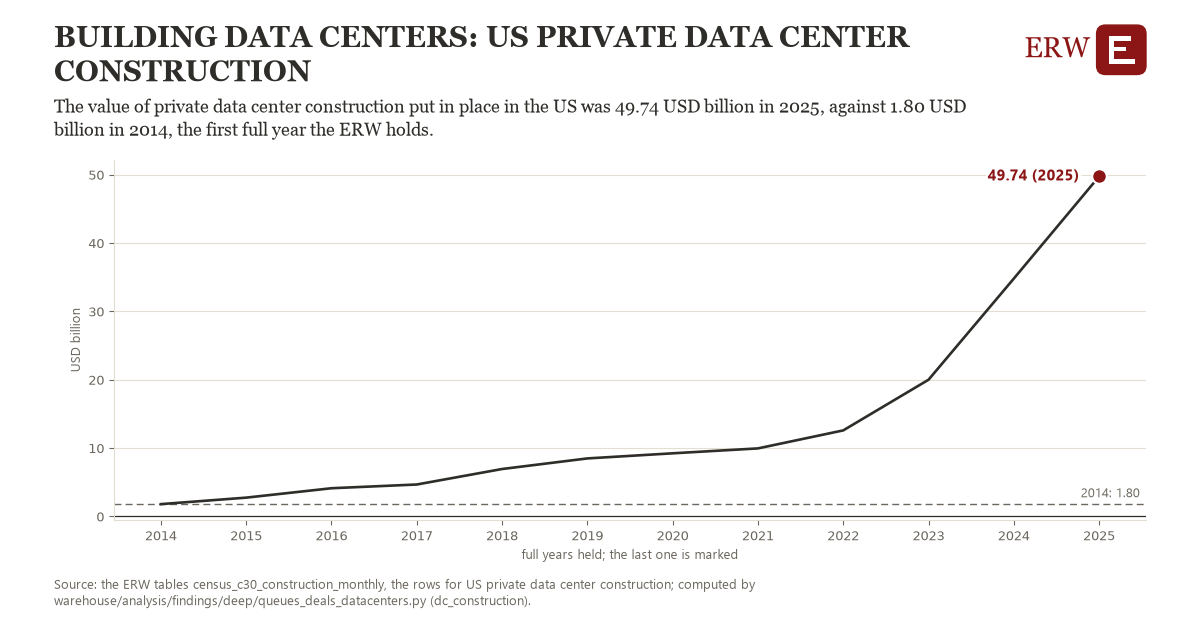 BUILDING DATA CENTERS: US PRIVATE DATA CENTER
CONSTRUCTION
ERW E
The value of private data center construction put in place in the US was 49.74 USD billion in 2025, against 1.80 USD
billion in 2014, the first full year the ERW holds.
50
49.74 (2025)
40
30
20
10
0
USD billion
2014: 1.80
2014 2015 2016 2017 2018 2019 2020 2021 2022 2023 2024 2025
full years held; the last one is marked
Source: the ERW tables census_c30_construction_monthly, the rows for US private data center construction; computed by
warehouse/analysis/findings/deep/queues_deals_datacenters.py (dc_construction).